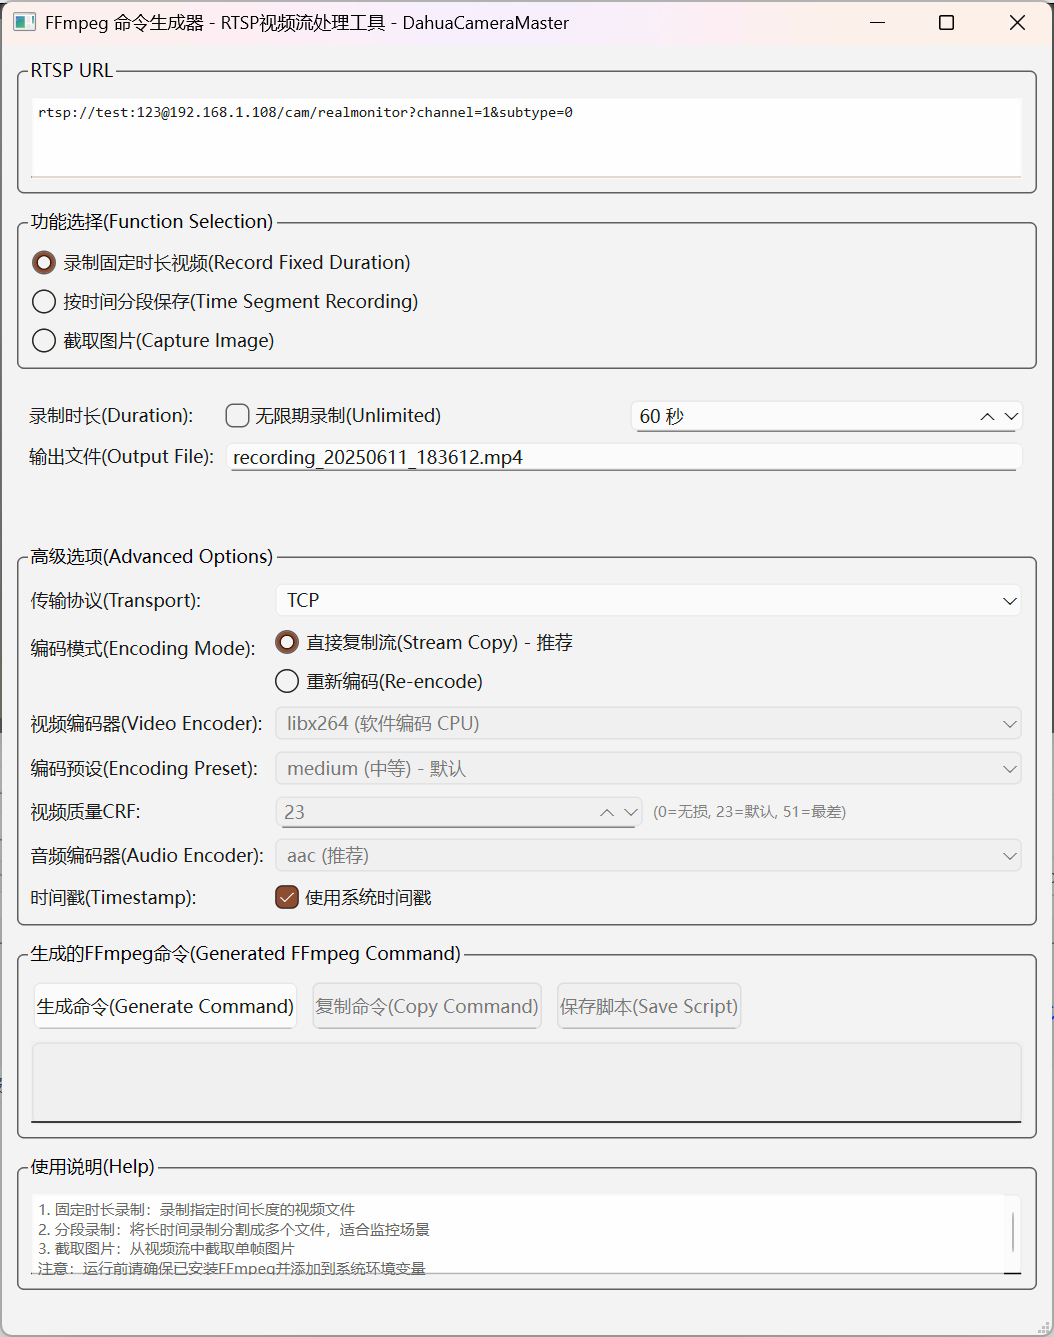 FFmpeg 命令生成器 - RTSP视频流处理工具 - DahuaCameraMaster
RTSP URL
rtsp://test:123@192.168.1.108/cam/realmonitor?channel=1&subtype=0
功能选择(Function Selection)
录制固定时长视频(Record Fixed Duration)
按时间分段保存(Time Segment Recording)
截取图片(Capture Image)
录制时长(Duration): 无限期录制(Unlimited) 60 秒
输出文件(Output File): recording_20250611_183612.mp4
高级选项(Advanced Options)
传输协议(Transport): TCP
编码模式(Encoding Mode): 直接复制流(Stream Copy) - 推荐
重新编码(Re-encode)
视频编码器(Video Encoder): libx264 (软件编码 CPU)
编码预设(Encoding Preset): medium (中等) - 默认
视频质量CRF: 23 (0=无损, 23=默认, 51=最差)
音频编码器(Audio Encoder): aac (推荐)
时间戳(Timestamp): 使用系统时间戳
生成的FFmpeg命令(Generated FFmpeg Command)
生成命令(Generate Command) 复制命令(Copy Command) 保存脚本(Save Script)
使用说明(Help)
1. 固定时长录制：录制指定时间长度的视频文件
2. 分段录制：将长时间录制分割成多个文件，适合监控场景
3. 截取图片：从视频流中截取单帧图片
注意：运行前请确保已安装FFmpeg并添加到系统环境变量